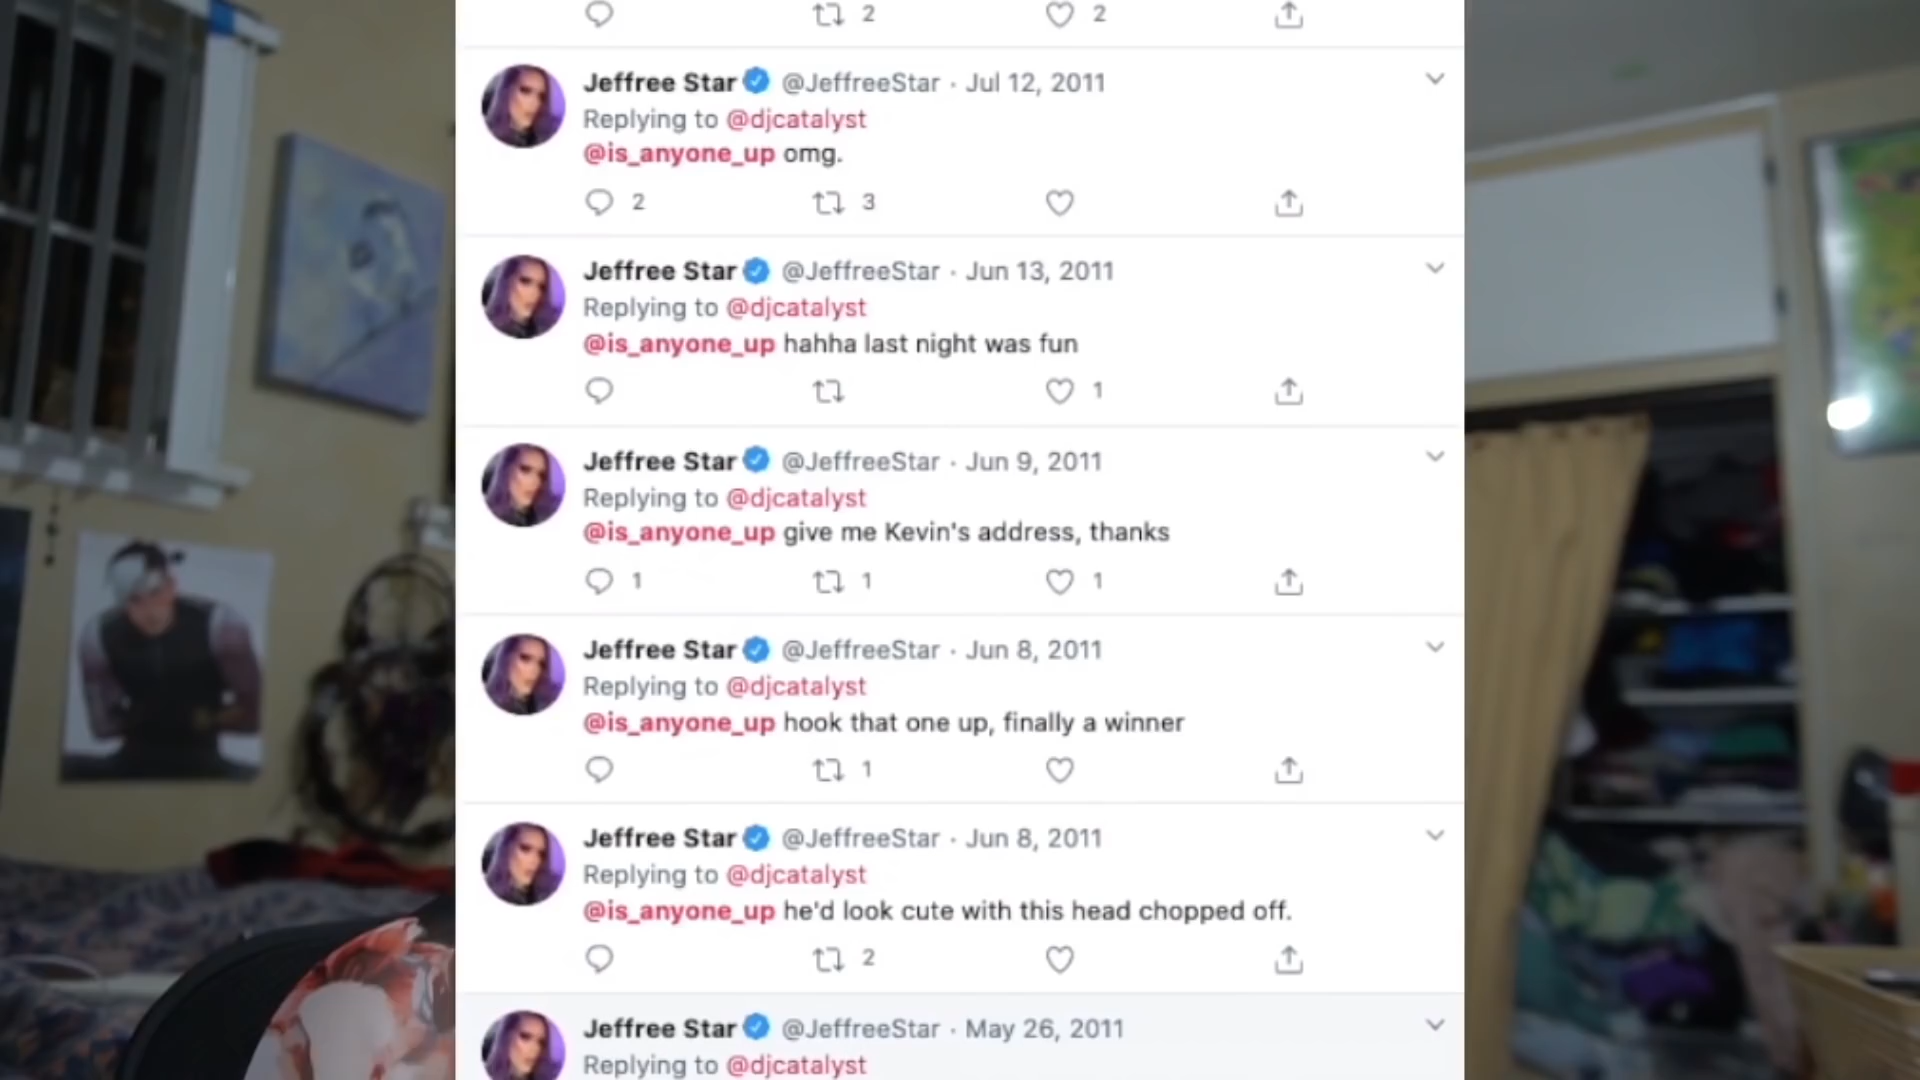 2 2
Jeffree Star @JeffreeStar · Jul 12, 2011
Replying to @djcatalyst
@is_anyone_up omg.
2 3
Jeffree Star @JeffreeStar · Jun 13, 2011
Replying to @djcatalyst
@is_anyone_up hahha last night was fun
1
Jeffree Star @JeffreeStar · Jun 9, 2011
Replying to @djcatalyst
@is_anyone_up give me Kevin's address, thanks
1 1 1
Jeffree Star @JeffreeStar · Jun 8, 2011
Replying to @djcatalyst
@is_anyone_up hook that one up, finally a winner
1
Jeffree Star @JeffreeStar · Jun 8, 2011
Replying to @djcatalyst
@is_anyone_up he'd look cute with this head chopped off.
2
Jeffree Star @JeffreeStar · May 26, 2011
Replying to @djcatalyst